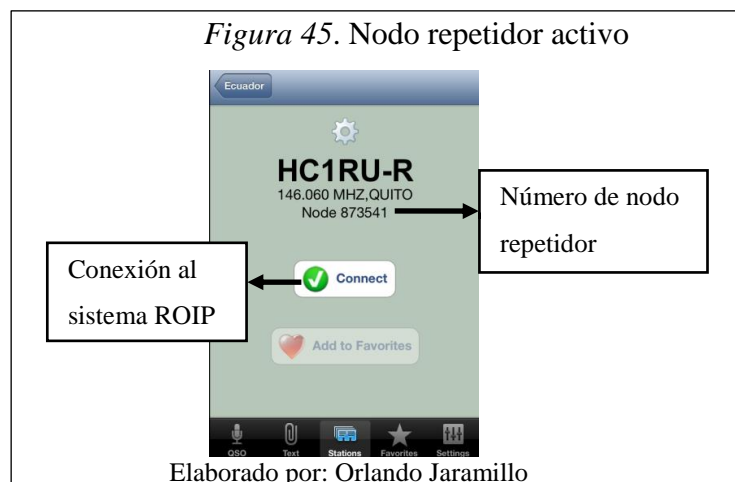 Figura 45. Nodo repetidor activo
Ecuador
HC1RU-R
146.060 MHZ,QUITO
Node 873541
Número de nodo
repetidor
Conexión al
sistema ROIP
Connect
Add to Favorites
QSO Text Stations Favorites Settings
Elaborado por: Orlando Jaramillo